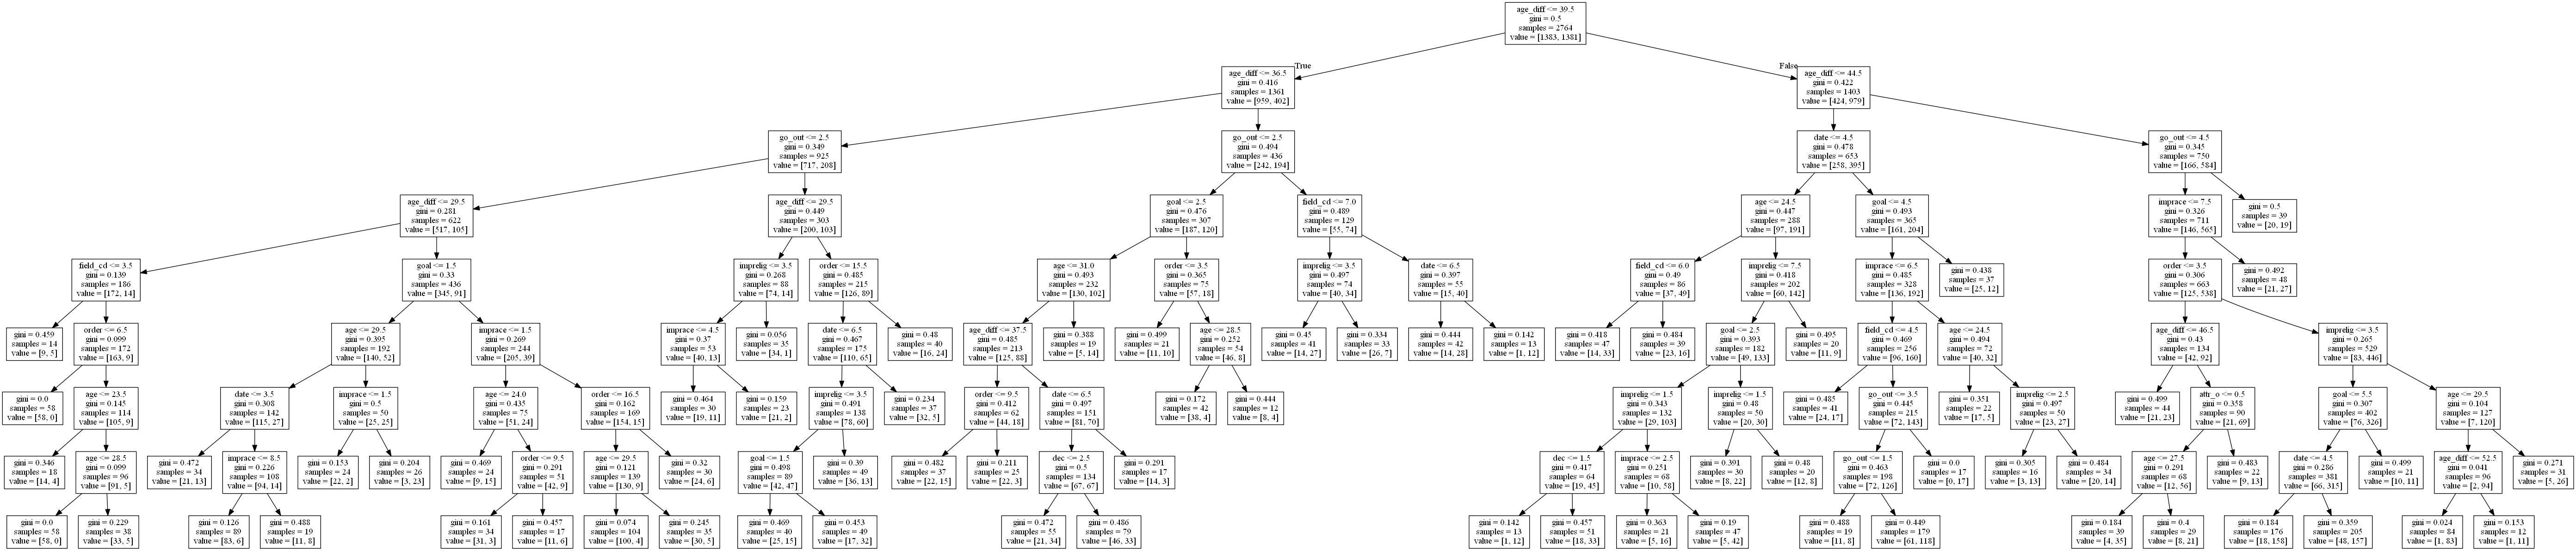 age_diff <= 39.5
gini = 0.5
samples = 2764
value = [1383, 1381]
True
False
age_diff <= 36.5
gini = 0.416
samples = 1361
value = [959, 402]
age_diff <= 44.5
gini = 0.422
samples = 1403
value = [424, 979]
go_out <= 2.5
gini = 0.349
samples = 925
value = [717, 208]
go_out <= 2.5
gini = 0.494
samples = 436
value = [242, 194]
date <= 4.5
gini = 0.478
samples = 653
value = [258, 395]
go_out <= 4.5
gini = 0.345
samples = 750
value = [166, 584]
age_diff <= 29.5
gini = 0.281
samples = 622
value = [517, 105]
age_diff <= 29.5
gini = 0.449
samples = 303
value = [200, 103]
goal <= 2.5
gini = 0.476
samples = 307
value = [187, 120]
field_cd <= 7.0
gini = 0.489
samples = 129
value = [55, 74]
age <= 24.5
gini = 0.447
samples = 288
value = [97, 191]
goal <= 4.5
gini = 0.493
samples = 365
value = [161, 204]
imprace <= 7.5
gini = 0.326
samples = 711
value = [146, 565]
gini = 0.5
samples = 39
value = [20, 19]
field_cd <= 3.5
gini = 0.139
samples = 186
value = [172, 14]
goal <= 1.5
gini = 0.33
samples = 436
value = [345, 91]
imprelig <= 3.5
gini = 0.268
samples = 88
value = [74, 14]
order <= 15.5
gini = 0.485
samples = 215
value = [126, 89]
age <= 31.0
gini = 0.493
samples = 232
value = [130, 102]
order <= 3.5
gini = 0.365
samples = 75
value = [57, 18]
imprelig <= 3.5
gini = 0.497
samples = 74
value = [40, 34]
date <= 6.5
gini = 0.397
samples = 55
value = [15, 40]
field_cd <= 6.0
gini = 0.49
samples = 86
value = [37, 49]
imprelig <= 7.5
gini = 0.418
samples = 202
value = [60, 142]
imprace <= 6.5
gini = 0.485
samples = 328
value = [136, 192]
gini = 0.438
samples = 37
value = [25, 12]
order <= 3.5
gini = 0.306
samples = 663
value = [125, 538]
gini = 0.492
samples = 48
value = [21, 27]
gini = 0.459
samples = 14
value = [9, 5]
order <= 6.5
gini = 0.099
samples = 172
value = [163, 9]
age <= 29.5
gini = 0.395
samples = 192
value = [140, 52]
imprace <= 1.5
gini = 0.269
samples = 244
value = [205, 39]
imprace <= 4.5
gini = 0.37
samples = 53
value = [40, 13]
gini = 0.056
samples = 35
value = [34, 1]
date <= 6.5
gini = 0.467
samples = 175
value = [110, 65]
gini = 0.48
samples = 40
value = [16, 24]
age_diff <= 37.5
gini = 0.485
samples = 213
value = [125, 88]
gini = 0.388
samples = 19
value = [5, 14]
gini = 0.499
samples = 21
value = [11, 10]
age <= 28.5
gini = 0.252
samples = 54
value = [46, 8]
gini = 0.45
samples = 41
value = [14, 27]
gini = 0.334
samples = 33
value = [26, 7]
gini = 0.444
samples = 42
value = [14, 28]
gini = 0.142
samples = 13
value = [1, 12]
gini = 0.418
samples = 47
value = [14, 33]
gini = 0.484
samples = 39
value = [23, 16]
goal <= 2.5
gini = 0.393
samples = 182
value = [49, 133]
gini = 0.495
samples = 20
value = [11, 9]
field_cd <= 4.5
gini = 0.469
samples = 256
value = [96, 160]
age <= 24.5
gini = 0.494
samples = 72
value = [40, 32]
age_diff <= 46.5
gini = 0.43
samples = 134
value = [42, 92]
imprelig <= 3.5
gini = 0.265
samples = 529
value = [83, 446]
gini = 0.0
samples = 58
value = [58, 0]
age <= 23.5
gini = 0.145
samples = 114
value = [105, 9]
date <= 3.5
gini = 0.308
samples = 142
value = [115, 27]
imprace <= 1.5
gini = 0.5
samples = 50
value = [25, 25]
age <= 24.0
gini = 0.435
samples = 75
value = [51, 24]
order <= 16.5
gini = 0.162
samples = 169
value = [154, 15]
gini = 0.464
samples = 30
value = [19, 11]
gini = 0.159
samples = 23
value = [21, 2]
imprelig <= 3.5
gini = 0.491
samples = 138
value = [78, 60]
gini = 0.234
samples = 37
value = [32, 5]
order <= 9.5
gini = 0.412
samples = 62
value = [44, 18]
date <= 6.5
gini = 0.497
samples = 151
value = [81, 70]
gini = 0.172
samples = 42
value = [38, 4]
gini = 0.444
samples = 12
value = [8, 4]
imprelig <= 1.5
gini = 0.343
samples = 132
value = [29, 103]
imprelig <= 1.5
gini = 0.48
samples = 50
value = [20, 30]
gini = 0.485
samples = 41
value = [24, 17]
go_out <= 3.5
gini = 0.445
samples = 215
value = [72, 143]
gini = 0.351
samples = 22
value = [17, 5]
imprelig <= 2.5
gini = 0.497
samples = 50
value = [23, 27]
gini = 0.499
samples = 44
value = [21, 23]
attr_o <= 0.5
gini = 0.358
samples = 90
value = [21, 69]
goal <= 5.5
gini = 0.307
samples = 402
value = [76, 326]
age <= 29.5
gini = 0.104
samples = 127
value = [7, 120]
gini = 0.346
samples = 18
value = [14, 4]
age <= 28.5
gini = 0.099
samples = 96
value = [91, 5]
gini = 0.472
samples = 34
value = [21, 13]
imprace <= 8.5
gini = 0.226
samples = 108
value = [94, 14]
gini = 0.153
samples = 24
value = [22, 2]
gini = 0.204
samples = 26
value = [3, 23]
gini = 0.469
samples = 24
value = [9, 15]
order <= 9.5
gini = 0.291
samples = 51
value = [42, 9]
age <= 29.5
gini = 0.121
samples = 139
value = [130, 9]
gini = 0.32
samples = 30
value = [24, 6]
goal <= 1.5
gini = 0.498
samples = 89
value = [42, 47]
gini = 0.39
samples = 49
value = [36, 13]
gini = 0.482
samples = 37
value = [22, 15]
gini = 0.211
samples = 25
value = [22, 3]
dec <= 2.5
gini = 0.5
samples = 134
value = [67, 67]
gini = 0.291
samples = 17
value = [14, 3]
dec <= 1.5
gini = 0.417
samples = 64
value = [19, 45]
imprace <= 2.5
gini = 0.251
samples = 68
value = [10, 58]
gini = 0.391
samples = 30
value = [8, 22]
gini = 0.48
samples = 20
value = [12, 8]
go_out <= 1.5
gini = 0.463
samples = 198
value = [72, 126]
gini = 0.0
samples = 17
value = [0, 17]
gini = 0.305
samples = 16
value = [3, 13]
gini = 0.484
samples = 34
value = [20, 14]
age <= 27.5
gini = 0.291
samples = 68
value = [12, 56]
gini = 0.483
samples = 22
value = [9, 13]
date <= 4.5
gini = 0.286
samples = 381
value = [66, 315]
gini = 0.499
samples = 21
value = [10, 11]
age_diff <= 52.5
gini = 0.041
samples = 96
value = [2, 94]
gini = 0.271
samples = 31
value = [5, 26]
gini = 0.0
samples = 58
value = [58, 0]
gini = 0.229
samples = 38
value = [33, 5]
gini = 0.126
samples = 89
value = [83, 6]
gini = 0.488
samples = 19
value = [11, 8]
gini = 0.161
samples = 34
value = [31, 3]
gini = 0.457
samples = 17
value = [11, 6]
gini = 0.074
samples = 104
value = [100, 4]
gini = 0.245
samples = 35
value = [30, 5]
gini = 0.469
samples = 40
value = [25, 15]
gini = 0.453
samples = 49
value = [17, 32]
gini = 0.472
samples = 55
value = [21, 34]
gini = 0.486
samples = 79
value = [46, 33]
gini = 0.142
samples = 13
value = [1, 12]
gini = 0.457
samples = 51
value = [18, 33]
gini = 0.363
samples = 21
value = [5, 16]
gini = 0.19
samples = 47
value = [5, 42]
gini = 0.488
samples = 19
value = [11, 8]
gini = 0.449
samples = 179
value = [61, 118]
gini = 0.184
samples = 39
value = [4, 35]
gini = 0.4
samples = 29
value = [8, 21]
gini = 0.184
samples = 176
value = [18, 158]
gini = 0.359
samples = 205
value = [48, 157]
gini = 0.024
samples = 84
value = [1, 83]
gini = 0.153
samples = 12
value = [1, 11]